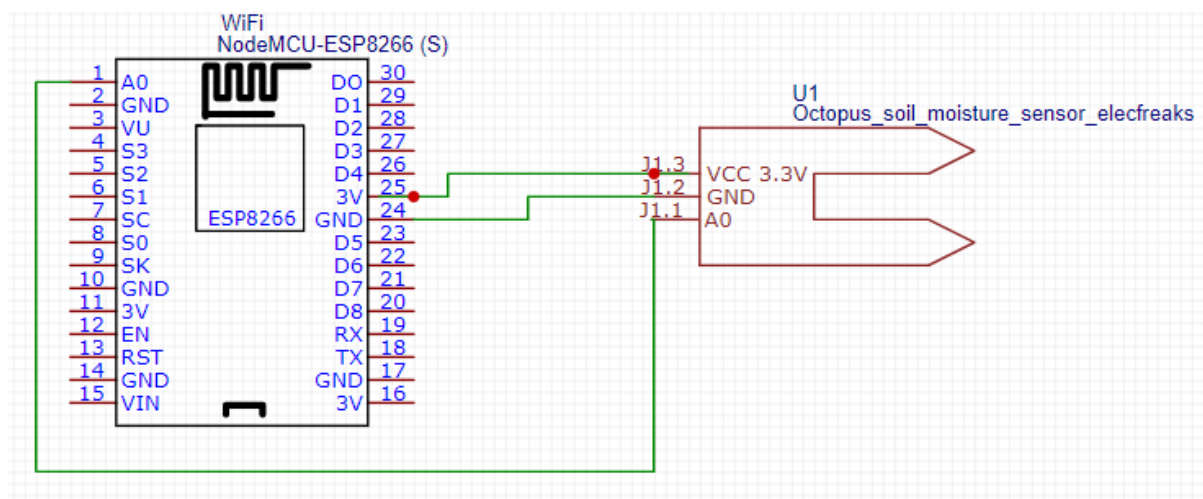 WiFi
NodeMCU-ESP8266 (S)
1 A0 DO 30
2 GND D1 29
3 VU D2 28
4 S3 D3 27
5 S2 D4 26
6 S1 3V 25
7 SC GND 24
8 S0 D5 23
9 SK D6 22
10 GND D7 21
11 3V D8 20
12 EN RX 19
13 RST TX 18
14 GND GND 17
15 VIN 3V 16
ESP8266
U1
Octopus_soil_moisture_sensor_elecfreaks
J1.3 VCC 3.3V
J1.2 GND
J1.1 A0